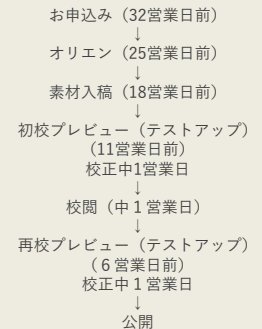 お申込み（32営業日前）
↓
オリエン（25営業日前）
↓
素材入稿（18営業日前）
↓
初校プレビュー（テストアップ）
(11営業日前）
校正中1営業日
↓
校閲（中１営業日）
↓
再校プレビュー（テストアップ）
（６営業日前）
校正中１営業日
↓
公開